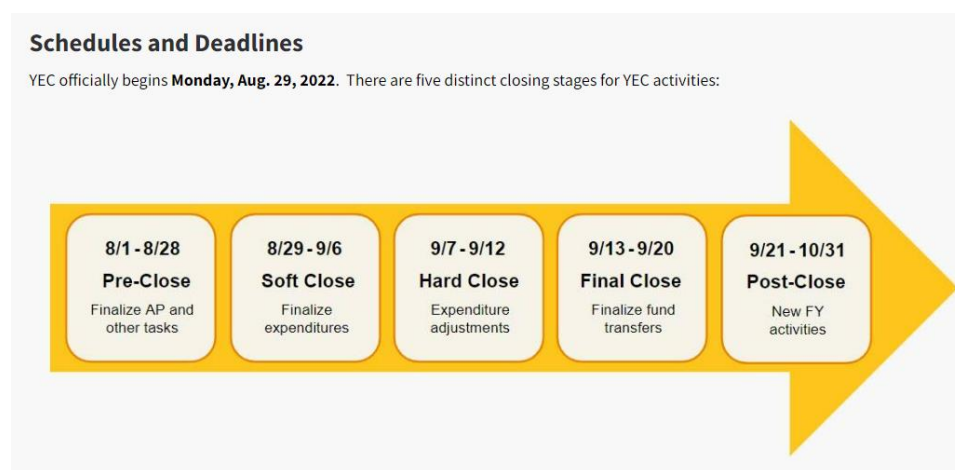 Schedules and Deadlines
YEC officially begins Monday, Aug. 29, 2022. There are five distinct closing stages for YEC activities:
8/1 - 8/28
Pre-Close
Finalize AP and
other tasks
8/29 - 9/6
Soft Close
Finalize
expenditures
9/7 - 9/12
Hard Close
Expenditure
adjustments
9/13 - 9/20
Final Close
Finalize fund
transfers
9/21 - 10/31
Post-Close
New FY
activities